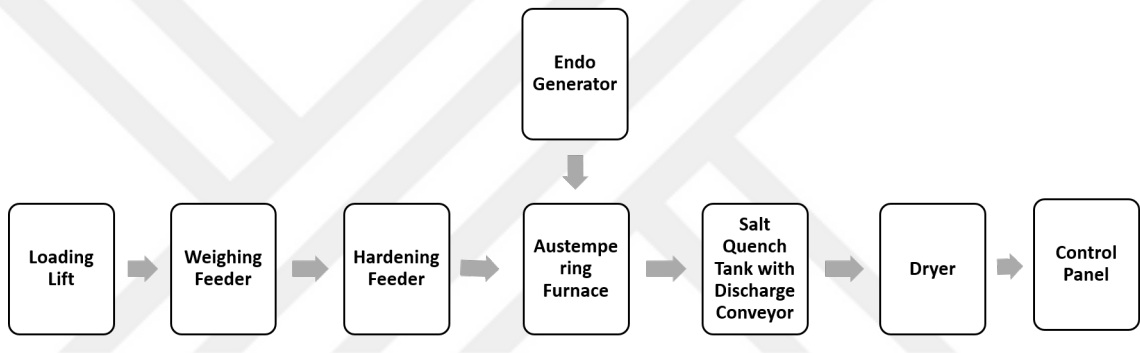 Endo
Generator
Loading
Lift
Weighing
Feeder
Hardening
Feeder
Austempe
ring
Furnace
Salt
Quench
Tank with
Discharge
Conveyor
Dryer
Control
Panel